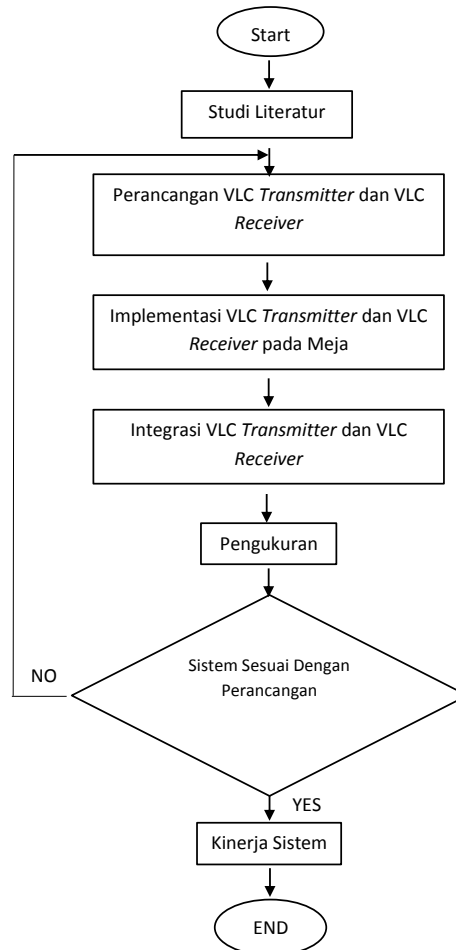 Start
Studi Literatur
Perancangan VLC Transmitter dan VLC
Receiver
Implementasi VLC Transmitter dan VLC
Receiver pada Meja
Integrasi VLC Transmitter dan VLC
Receiver
Pengukuran
Sistem Sesuai Dengan
Perancangan
NO
YES
Kinerja Sistem
END